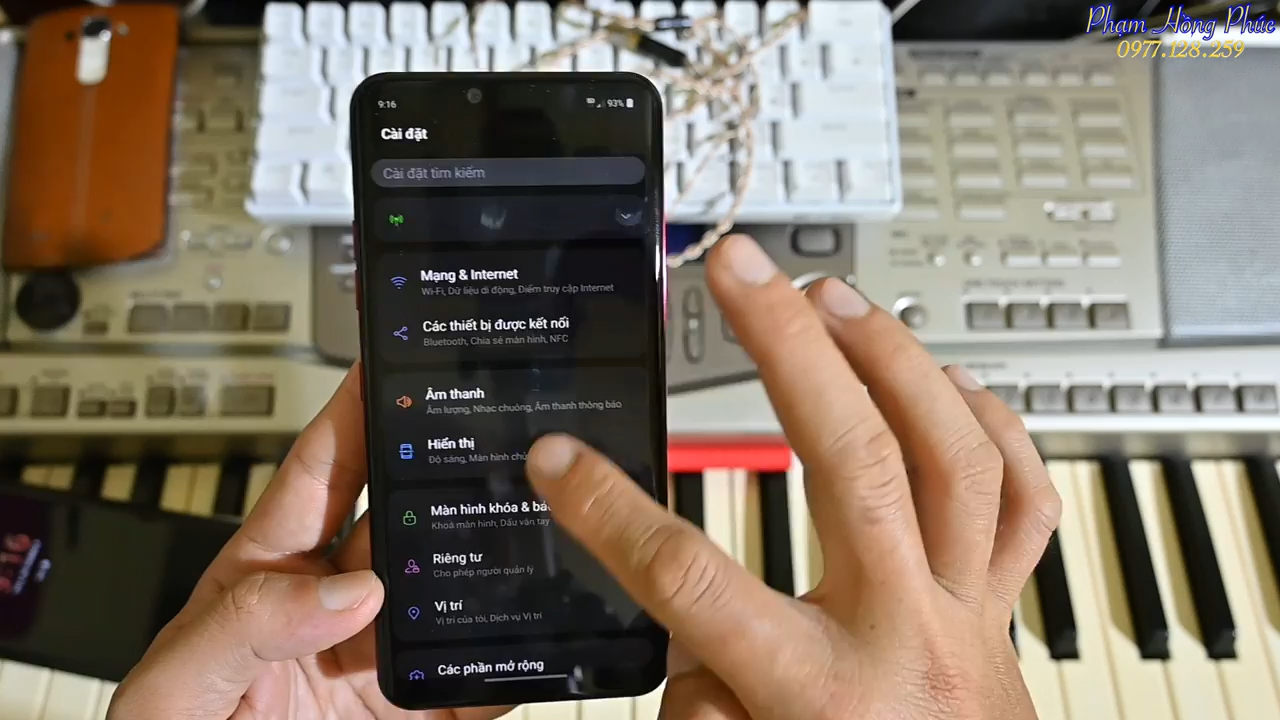 Phạm Hồng Phúc
0977.128.259
9:16
93%
Cài đặt
Cài đặt tìm kiếm
Mạng & Internet
Wi-Fi, Dữ liệu di động, Điểm truy cập Internet
Các thiết bị được kết nối
Bluetooth, Chia sẻ màn hình, NFC
Âm thanh
Âm lượng, Nhạc chuông, Âm thanh thông báo
Hiển thị
Độ sáng, Màn hình
Màn hình khóa &
Khoá màn hình, Dấu vân tay
Riêng tư
Cho phép người quản lý
Vị trí
Vị trí của tôi, Dịch vụ Vị trí
Các phần mở rộng